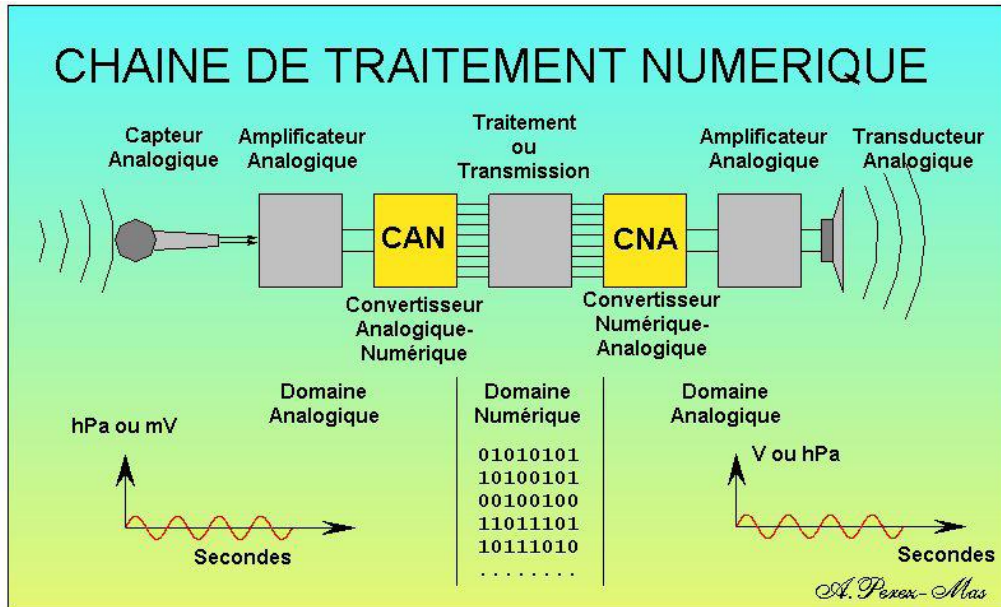 CHAINE DE TRAITEMENT NUMERIQUE
Capteur
Analogique
Amplificateur
Analogique
Traitement
ou
Transmission
Amplificateur
Analogique
Transducteur
Analogique
CAN
CNA
Convertisseur
Analogique-
Numérique
Convertisseur
Numérique-
Analogique
Domaine
Analogique
Domaine
Numérique
Domaine
Analogique
hPa ou mV
Secondes
01010101
10100101
00100100
11011101
10111010
. . . . . . . .
V ou hPa
Secondes
A. Perez-Mas